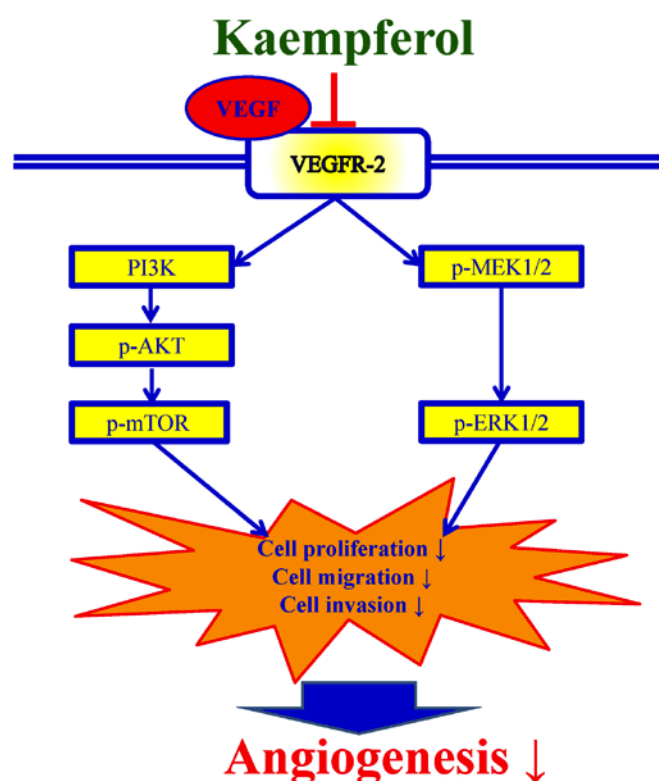 Kaempferol
VEGF
VEGFR-2
PI3K
p-MEK1/2
p-AKT
p-mTOR
p-ERK1/2
Cell proliferation ↓
Cell migration ↓
Cell invasion ↓
Angiogenesis ↓